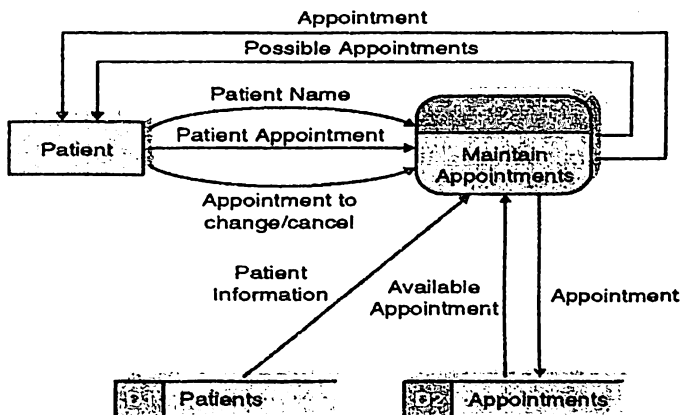 Appointment
Possible Appointments
Patient Name
Patient
Patient Appointment
Maintain
Appointments
Appointment to
change/cancel
Patient
Information
Available
Appointment
Appointment
Patients
Appointments